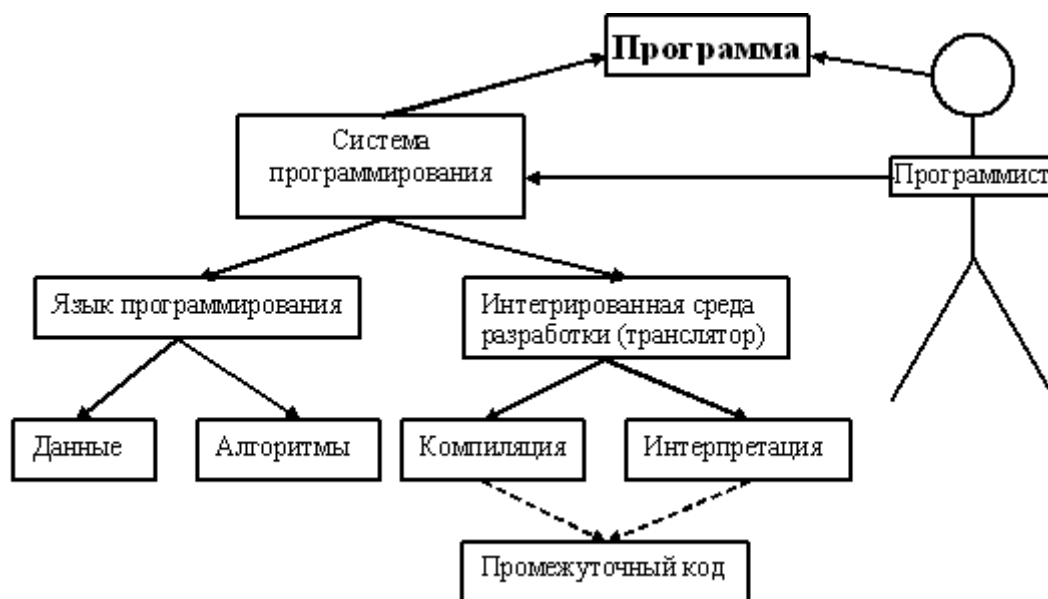 Программа
Система
программирования
Программист
Язык программирования
Интегрированная среда
разработки (транслятор)
Данные
Алгоритмы
Компиляция
Интерпретация
Промежуточный код